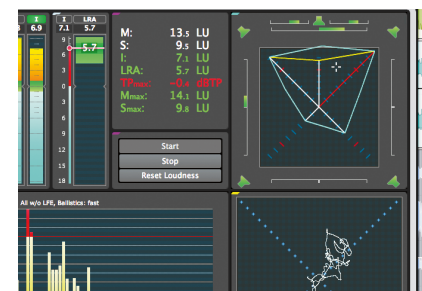 I
I
LRA
6.9
7.1
5.7
M: 13.5 LU
S: 9.5 LU
I: 7.1 LU
LRA: 5.7 LU
TPmax: -0.4 dBTP
Mmax: 14.1 LU
Smax: 9.8 LU
9
6
3
0
3
6
9
12
15
18
5.7
Start
Stop
Reset Loudness
All w/o LFE, Ballistics: fast